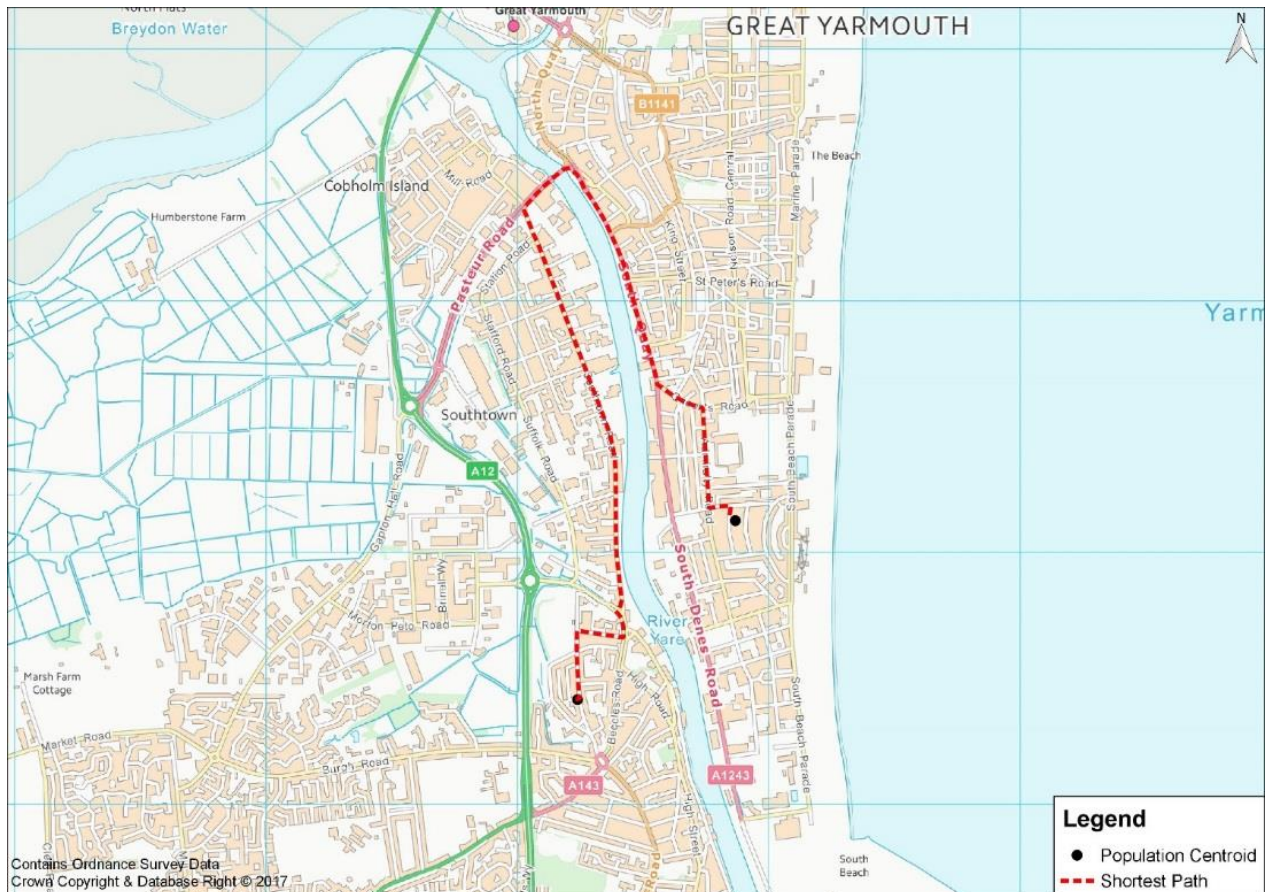 Breydon Water
Great Yarmouth
GREAT YARMOUTH
N
North Quay
B1141
The Beach
Marine Parade
Nelson Road Central
Mill Road
Cobholm Island
Humberstone Farm
King Street
Pasteur Road
Station Road
St Peter's Road
South Quay
Yarm
Stafford Road
Southtown
Suffolk Road
A12
Gapton Hall Road
South Beach Parade
Road
Brinell Wy
Morton Peto Road
River
Yare
South Denes Road
Marsh Farm
Cottage
High Road
Beccles Road
South Beach Parade
Market Road
Burgh Road
A143
A1243
High Street
Road
South
Beach
Legend
Population Centroid
Shortest Path
Contains Ordnance Survey Data
Crown Copyright & Database Right © 2017